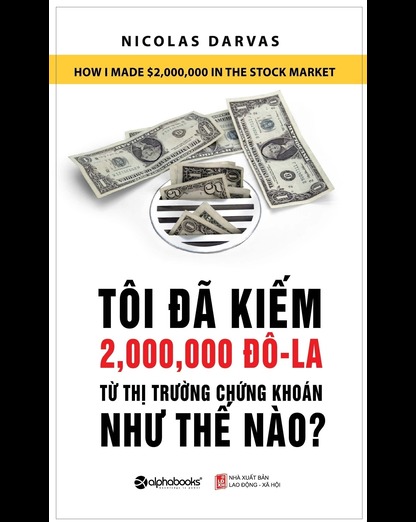 NICOLAS DARVAS
HOW I MADE $2,000,000 IN THE STOCK MARKET
TÔI ĐÃ KIẾM
2,000,000 ĐÔ-LA
TỪ THỊ TRƯỜNG CHỨNG KHOÁN
NHƯ THẾ NÀO?
alphabooks
NHÀ XUẤT BẢN
LAO ĐỘNG - XÃ HỘI